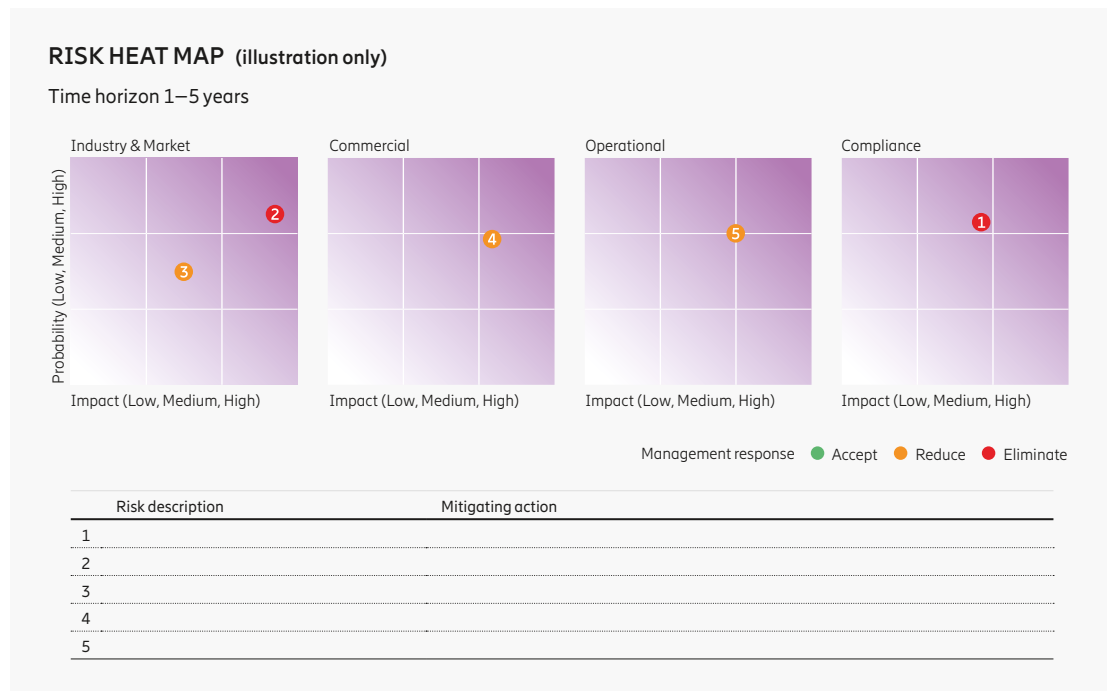 RISK HEAT MAP (illustration only)
Time horizon 1–5 years
Industry & Market
Commercial
Operational
Compliance
Probability (Low, Medium, High)
2
3
4
5
1
Impact (Low, Medium, High)
Impact (Low, Medium, High)
Impact (Low, Medium, High)
Impact (Low, Medium, High)
Management response Accept Reduce Eliminate
Risk description Mitigating action
1
2
3
4
5